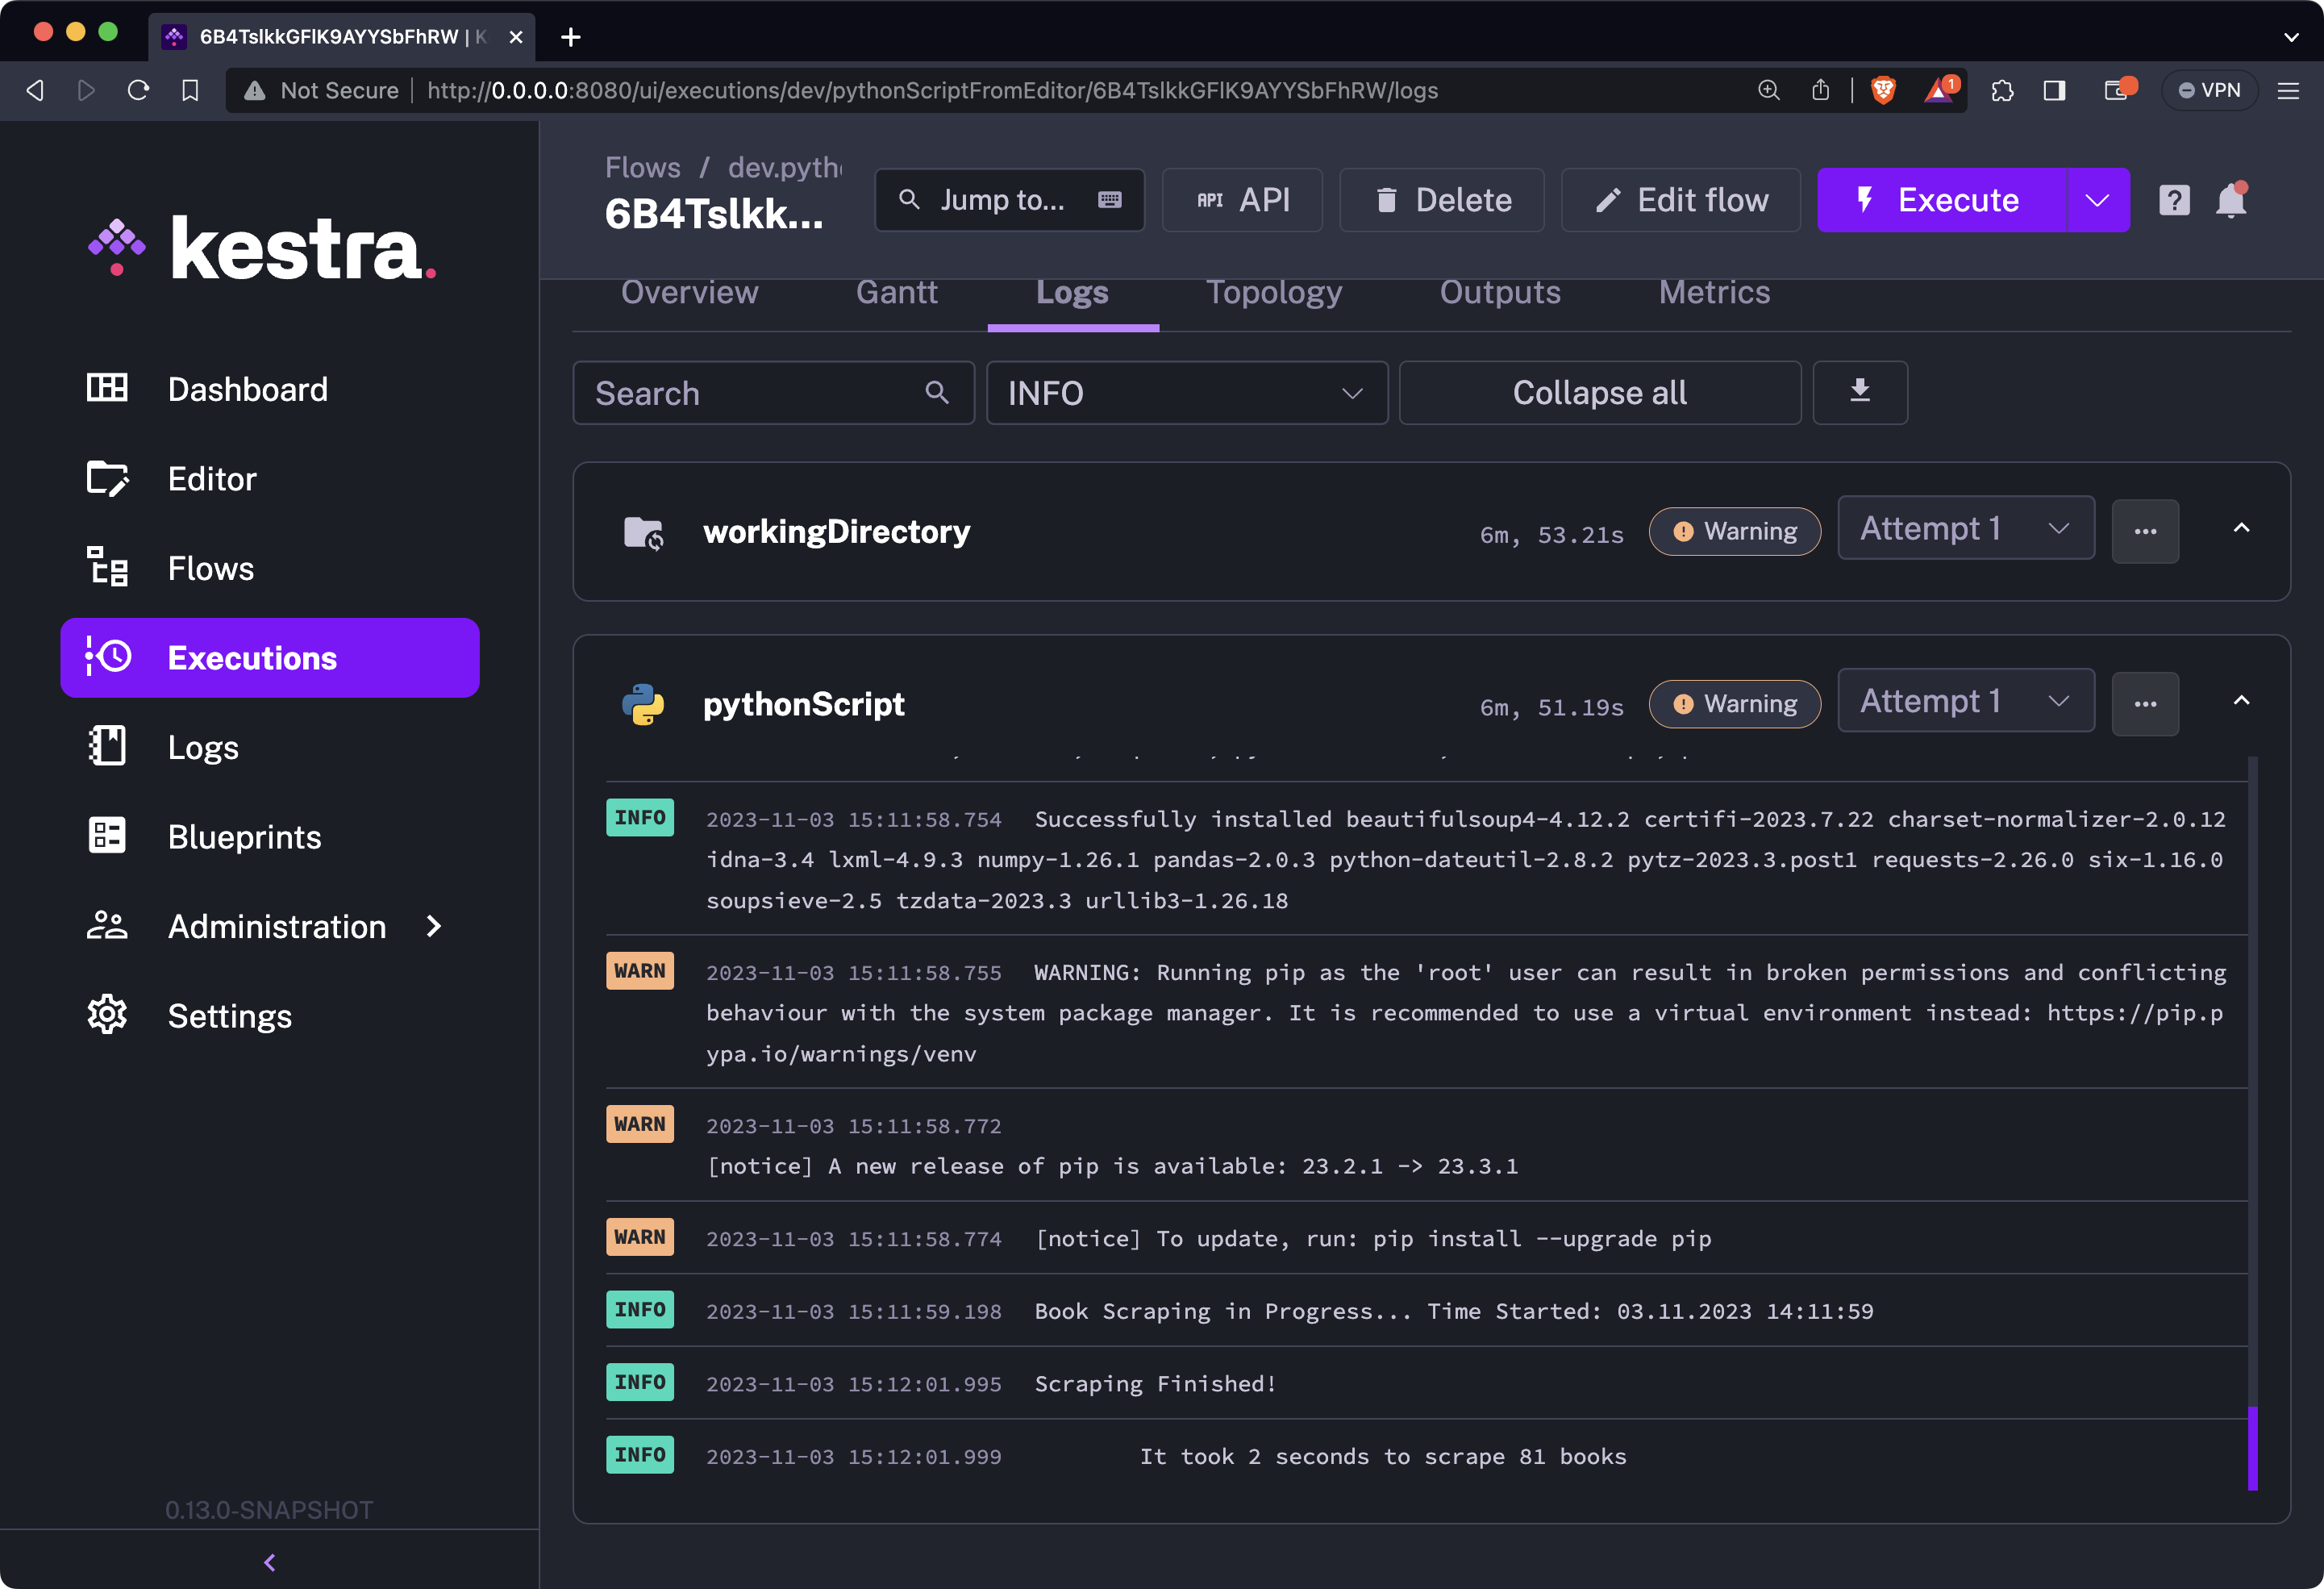 6B4TslkkGFlK9AYYSbFhRW | K
Not Secure http://0.0.0.0:8080/ui/executions/dev/pythonScriptFromEditor/6B4TslkkGFlK9AYYSbFhRW/logs
1
VPN
kestra.
Dashboard
Editor
Flows
Executions
Logs
Blueprints
Administration
Settings
0.13.0-SNAPSHOT
Flows / dev.pyth
6B4Tslkk...
Jump to...
API API
Delete
Edit flow
Execute
?
Overview Gantt Logs Topology Outputs Metrics
Search
INFO
Collapse all
workingDirectory 6m, 53.21s Warning Attempt 1
pythonScript 6m, 51.19s Warning Attempt 1
INFO 2023-11-03 15:11:58.754 Successfully installed beautifulsoup4-4.12.2 certifi-2023.7.22 charset-normalizer-2.0.12
idna-3.4 lxml-4.9.3 numpy-1.26.1 pandas-2.0.3 python-dateutil-2.8.2 pytz-2023.3.post1 requests-2.26.0 six-1.16.0
soupsieve-2.5 tzdata-2023.3 urllib3-1.26.18
WARN 2023-11-03 15:11:58.755 WARNING: Running pip as the 'root' user can result in broken permissions and conflicting
behaviour with the system package manager. It is recommended to use a virtual environment instead: https://pip.p
ypa.io/warnings/venv
WARN 2023-11-03 15:11:58.772
[notice] A new release of pip is available: 23.2.1 -> 23.3.1
WARN 2023-11-03 15:11:58.774 [notice] To update, run: pip install --upgrade pip
INFO 2023-11-03 15:11:59.198 Book Scraping in Progress... Time Started: 03.11.2023 14:11:59
INFO 2023-11-03 15:12:01.995 Scraping Finished!
INFO 2023-11-03 15:12:01.999 It took 2 seconds to scrape 81 books